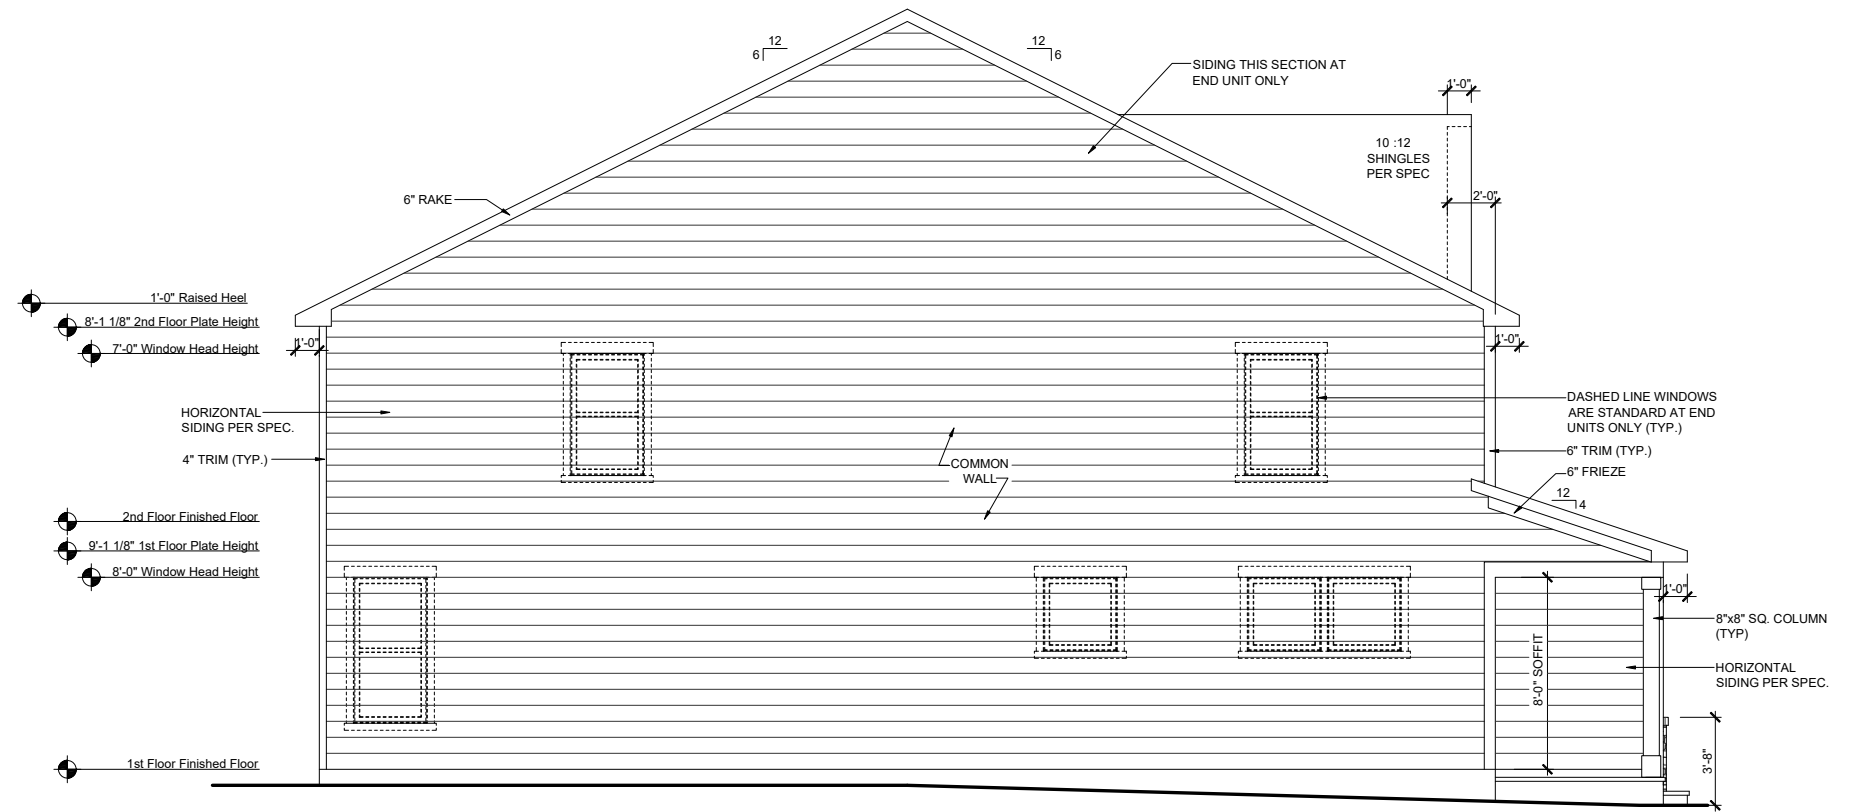 12
6
12
6
SIDING THIS SECTION AT
END UNIT ONLY
1'-0"
10 :12
SHINGLES
PER SPEC
2'-0"
6" RAKE
1'-0" Raised Heel
8'-1 1/8" 2nd Floor Plate Height
7'-0" Window Head Height
1'-0"
1'-0"
HORIZONTAL
SIDING PER SPEC.
4" TRIM (TYP.)
DASHED LINE WINDOWS
ARE STANDARD AT END
UNITS ONLY (TYP.)
6" TRIM (TYP.)
6" FRIEZE
COMMON
WALL
12
4
2nd Floor Finished Floor
9'-1 1/8" 1st Floor Plate Height
8'-0" Window Head Height
1'-0"
8"x8" SQ. COLUMN
(TYP)
8'-0" SOFFIT
HORIZONTAL
SIDING PER SPEC.
3'-8"
1st Floor Finished Floor